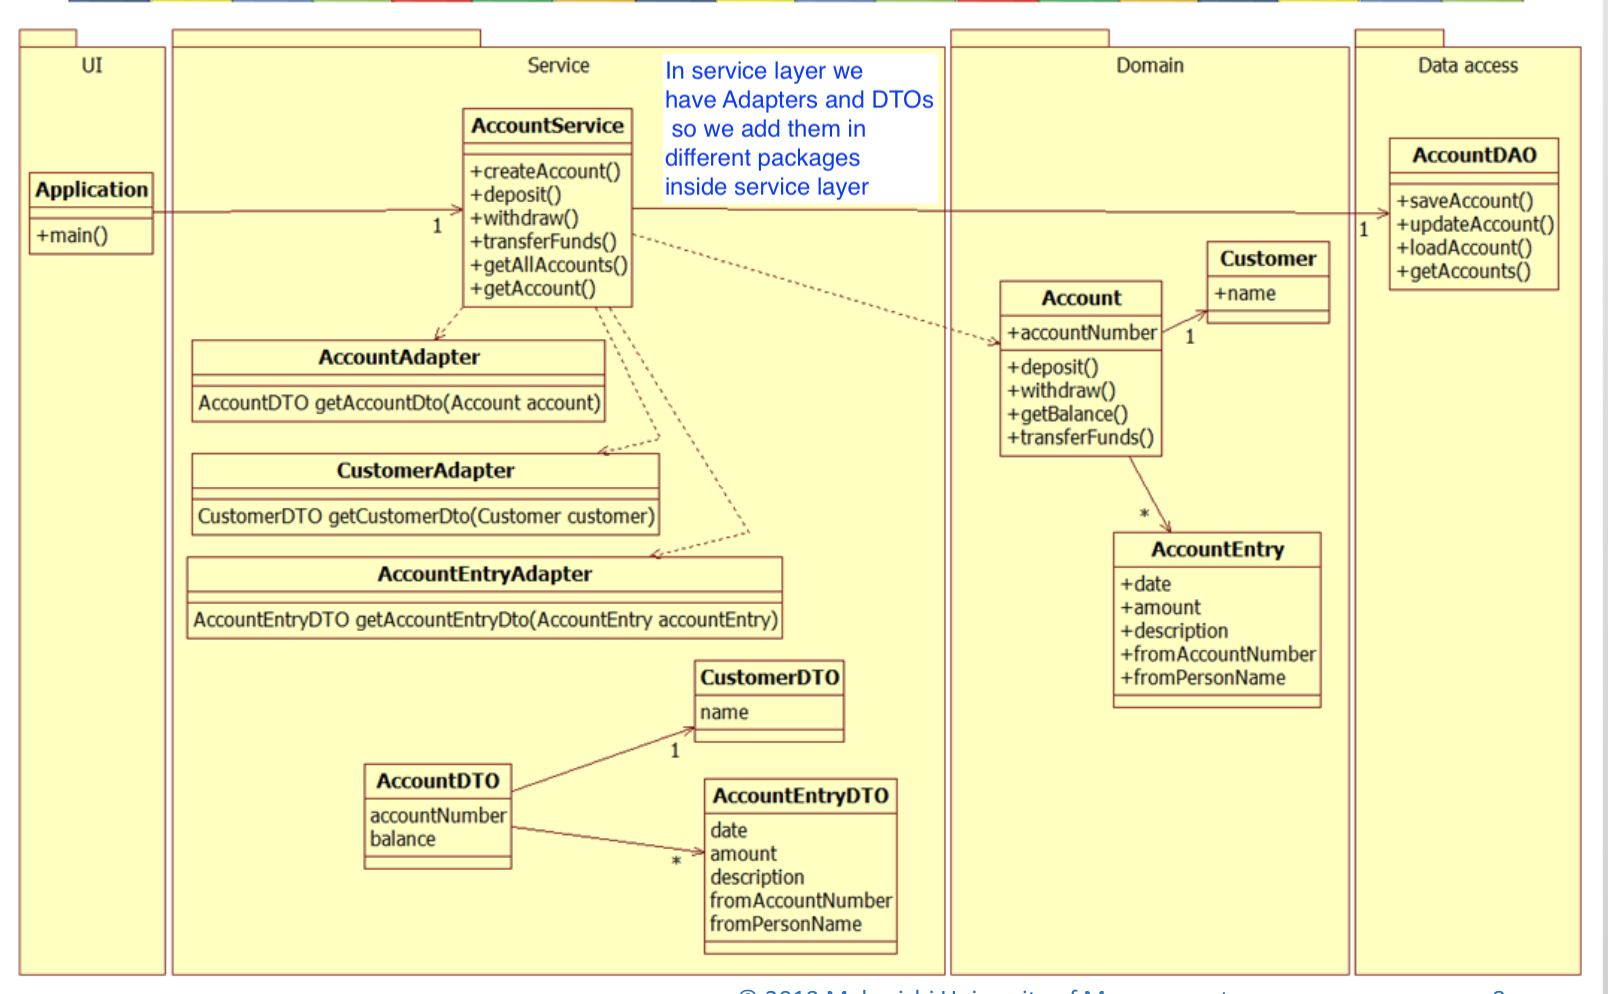 UI
Service
Domain
Data access
In service layer we
have Adapters and DTOs
so we add them in
different packages
inside service layer
Application
+main()
1
AccountService
+createAccount()
+deposit()
+withdraw()
+transferFunds()
+getAllAccounts()
+getAccount()
AccountAdapter
AccountDTO getAccountDto(Account account)
CustomerAdapter
CustomerDTO getCustomerDto(Customer customer)
AccountEntryAdapter
AccountEntryDTO getAccountEntryDto(AccountEntry accountEntry)
CustomerDTO
name
1
AccountDTO
accountNumber
balance
*
AccountEntryDTO
date
amount
description
fromAccountNumber
fromPersonName
Account
+accountNumber
+deposit()
+withdraw()
+getBalance()
+transferFunds()
1
Customer
+name
*
AccountEntry
+date
+amount
+description
+fromAccountNumber
+fromPersonName
1
AccountDAO
+saveAccount()
+updateAccount()
+loadAccount()
+getAccounts()